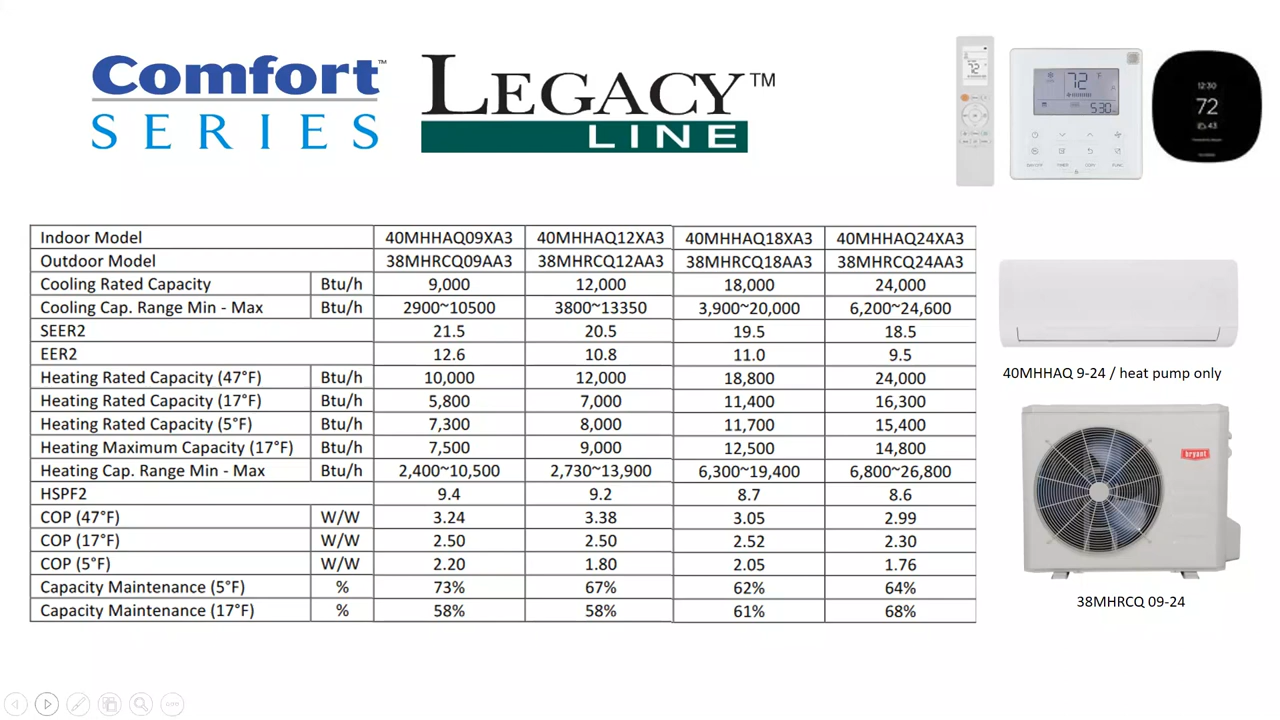 Comfort™
SERIES
LEGACY™
LINE
72
72
530
12:30
72
43
Indoor Model 40MHHAQ09XA3 40MHHAQ12XA3 40MHHAQ18XA3 40MHHAQ24XA3
Outdoor Model 38MHRCQ09AA3 38MHRCQ12AA3 38MHRCQ18AA3 38MHRCQ24AA3
Cooling Rated Capacity Btu/h 9,000 12,000 18,000 24,000
Cooling Cap. Range Min - Max Btu/h 2900~10500 3800~13350 3,900~20,000 6,200~24,600
SEER2 21.5 20.5 19.5 18.5
EER2 12.6 10.8 11.0 9.5
Heating Rated Capacity (47°F) Btu/h 10,000 12,000 18,800 24,000
Heating Rated Capacity (17°F) Btu/h 5,800 7,000 11,400 16,300
Heating Rated Capacity (5°F) Btu/h 7,300 8,000 11,700 15,400
Heating Maximum Capacity (17°F) Btu/h 7,500 9,000 12,500 14,800
Heating Cap. Range Min - Max Btu/h 2,400~10,500 2,730~13,900 6,300~19,400 6,800~26,800
HSPF2 9.4 9.2 8.7 8.6
COP (47°F) W/W 3.24 3.38 3.05 2.99
COP (17°F) W/W 2.50 2.50 2.52 2.30
COP (5°F) W/W 2.20 1.80 2.05 1.76
Capacity Maintenance (5°F) % 73% 67% 62% 64%
Capacity Maintenance (17°F) % 58% 58% 61% 68%
40MHHAQ 9-24 / heat pump only
bryant
38MHRCQ 09-24